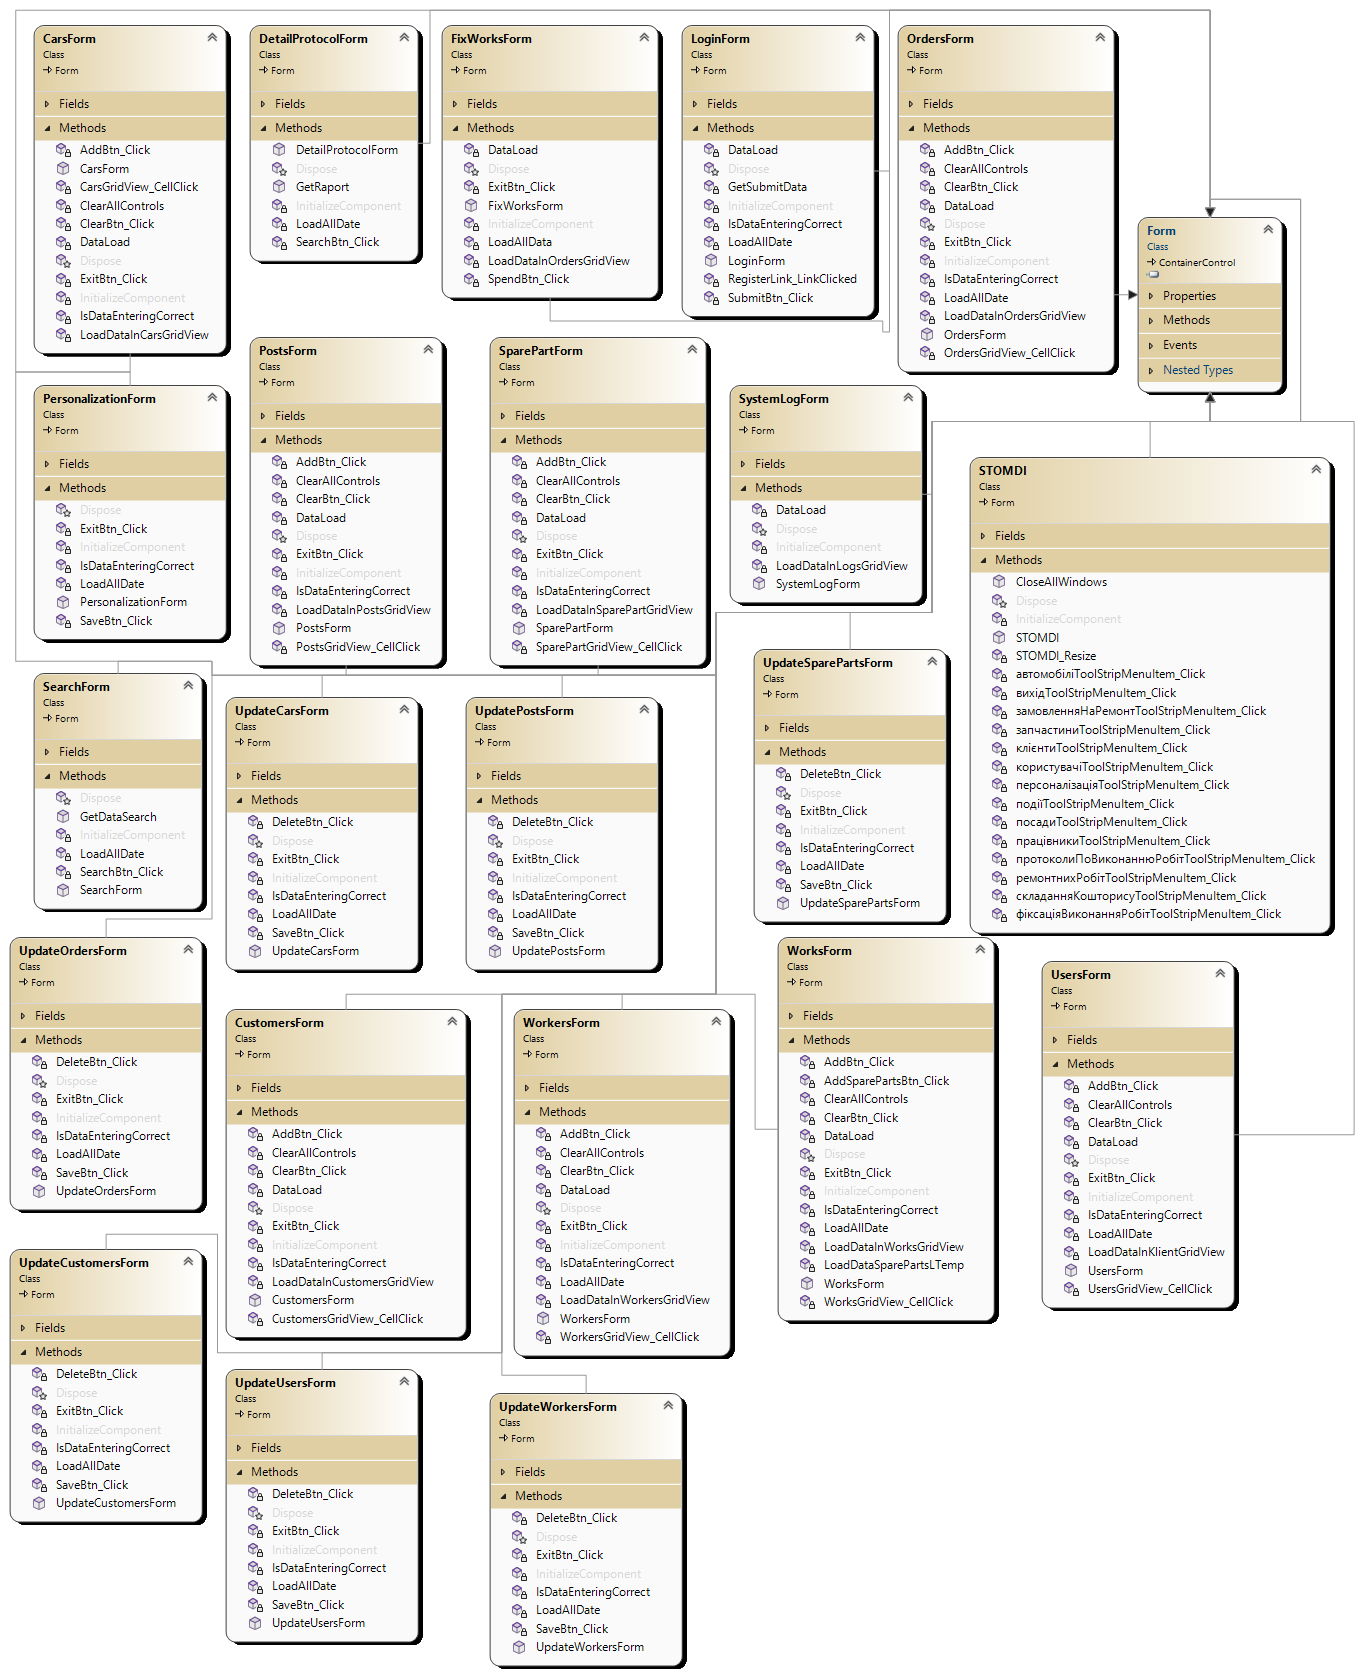 CarsForm
Class
Form
Fields
Methods
AddBtn_Click
CarsForm
CarsGridView_CellClick
ClearAllControls
ClearBtn_Click
DataLoad
Dispose
ExitBtn_Click
InitializeComponent
IsDataEnteringCorrect
LoadDataInCarsGridView
DetailProtocolForm
Class
Form
Fields
Methods
DetailProtocolForm
Dispose
GetRaport
InitializeComponent
LoadAllDate
SearchBtn_Click
FixWorksForm
Class
Form
Fields
Methods
DataLoad
Dispose
ExitBtn_Click
FixWorksForm
InitializeComponent
LoadAllData
LoadDataInOrdersGridView
SpendBtn_Click
LoginForm
Class
Form
Fields
Methods
DataLoad
Dispose
GetSubmitData
InitializeComponent
IsDataEnteringCorrect
LoadAllDate
LoginForm
RegisterLink_LinkClicked
SubmitBtn_Click
OrdersForm
Class
Form
Fields
Methods
AddBtn_Click
ClearAllControls
ClearBtn_Click
DataLoad
Dispose
ExitBtn_Click
InitializeComponent
IsDataEnteringCorrect
LoadAllDate
LoadDataInOrdersGridView
OrdersForm
OrdersGridView_CellClick
Form
Class
ContainerControl
Properties
Methods
Events
Nested Types
PersonalizationForm
Class
Form
Fields
Methods
Dispose
ExitBtn_Click
InitializeComponent
IsDataEnteringCorrect
LoadAllDate
PersonalizationForm
SaveBtn_Click
PostsForm
Class
Form
Fields
Methods
AddBtn_Click
ClearAllControls
ClearBtn_Click
DataLoad
Dispose
ExitBtn_Click
InitializeComponent
IsDataEnteringCorrect
LoadDataInPostsGridView
PostsForm
PostsGridView_CellClick
SparePartForm
Class
Form
Fields
Methods
AddBtn_Click
ClearAllControls
ClearBtn_Click
DataLoad
Dispose
ExitBtn_Click
InitializeComponent
IsDataEnteringCorrect
LoadDataInSparePartGridView
SparePartForm
SparePartGridView_CellClick
SystemLogForm
Class
Form
Fields
Methods
DataLoad
Dispose
InitializeComponent
LoadDataInLogsGridView
SystemLogForm
STOMDI
Class
Form
Fields
Methods
CloseAllWindows
Dispose
InitializeComponent
STOMDI
STOMDI_Resize
автомобіліToolStripMenuItem_Click
вихідToolStripMenuItem_Click
замовленняНаРемонтToolStripMenuItem_Click
запчастиниToolStripMenuItem_Click
клієнтиToolStripMenuItem_Click
користувачіToolStripMenuItem_Click
персоналізаціяToolStripMenuItem_Click
подіїToolStripMenuItem_Click
посадиToolStripMenuItem_Click
працівникиToolStripMenuItem_Click
протоколиПоВиконаннюРобітToolStripMenuItem_Click
ремонтнихРобітToolStripMenuItem_Click
складанняКошторисуToolStripMenuItem_Click
фіксаціяВиконанняРобітToolStripMenuItem_Click
SearchForm
Class
Form
Fields
Methods
Dispose
GetDataSearch
InitializeComponent
LoadAllDate
SearchBtn_Click
SearchForm
UpdateCarsForm
Class
Form
Fields
Methods
DeleteBtn_Click
Dispose
ExitBtn_Click
InitializeComponent
IsDataEnteringCorrect
LoadAllDate
SaveBtn_Click
UpdateCarsForm
UpdatePostsForm
Class
Form
Fields
Methods
DeleteBtn_Click
Dispose
ExitBtn_Click
InitializeComponent
IsDataEnteringCorrect
LoadAllDate
SaveBtn_Click
UpdatePostsForm
UpdateSparePartsForm
Class
Form
Fields
Methods
DeleteBtn_Click
Dispose
ExitBtn_Click
InitializeComponent
IsDataEnteringCorrect
LoadAllDate
SaveBtn_Click
UpdateSparePartsForm
UpdateOrdersForm
Class
Form
Fields
Methods
DeleteBtn_Click
Dispose
ExitBtn_Click
InitializeComponent
IsDataEnteringCorrect
LoadAllDate
SaveBtn_Click
UpdateOrdersForm
CustomersForm
Class
Form
Fields
Methods
AddBtn_Click
ClearAllControls
ClearBtn_Click
DataLoad
Dispose
ExitBtn_Click
InitializeComponent
IsDataEnteringCorrect
LoadDataInCustomersGridView
CustomersForm
CustomersGridView_CellClick
WorkersForm
Class
Form
Fields
Methods
AddBtn_Click
ClearAllControls
ClearBtn_Click
DataLoad
Dispose
ExitBtn_Click
InitializeComponent
IsDataEnteringCorrect
LoadAllDate
LoadDataInWorkersGridView
WorkersForm
WorkersGridView_CellClick
WorksForm
Class
Form
Fields
Methods
AddBtn_Click
AddSparePartsBtn_Click
ClearAllControls
ClearBtn_Click
DataLoad
Dispose
ExitBtn_Click
InitializeComponent
IsDataEnteringCorrect
LoadAllDate
LoadDataInWorksGridView
LoadDataSparePartsLTemp
WorksForm
WorksGridView_CellClick
UsersForm
Class
Form
Fields
Methods
AddBtn_Click
ClearAllControls
ClearBtn_Click
DataLoad
Dispose
ExitBtn_Click
InitializeComponent
IsDataEnteringCorrect
LoadAllDate
LoadDataInKlientGridView
UsersForm
UsersGridView_CellClick
UpdateCustomersForm
Class
Form
Fields
Methods
DeleteBtn_Click
Dispose
ExitBtn_Click
InitializeComponent
IsDataEnteringCorrect
LoadAllDate
SaveBtn_Click
UpdateCustomersForm
UpdateUsersForm
Class
Form
Fields
Methods
DeleteBtn_Click
Dispose
ExitBtn_Click
InitializeComponent
IsDataEnteringCorrect
LoadAllDate
SaveBtn_Click
UpdateUsersForm
UpdateWorkersForm
Class
Form
Fields
Methods
DeleteBtn_Click
Dispose
ExitBtn_Click
InitializeComponent
IsDataEnteringCorrect
LoadAllDate
SaveBtn_Click
UpdateWorkersForm